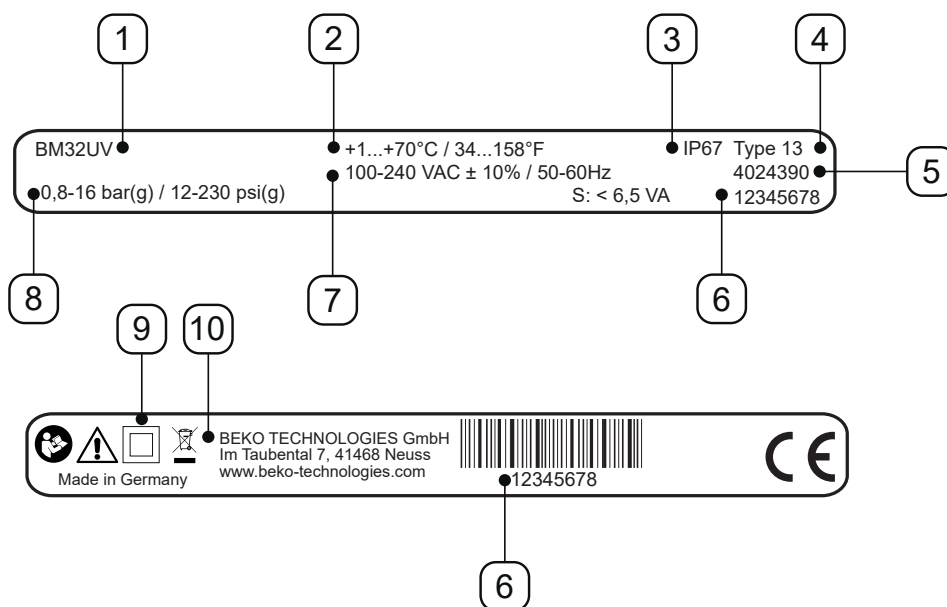 1 2 3 4
BM32UV +1...+70°C / 34...158°F IP67 Type 13
100-240 VAC ± 10% / 50-60Hz 4024390 5
0,8-16 bar(g) / 12-230 psi(g) S: < 6,5 VA 12345678
8 7 6
9 10
BEKO TECHNOLOGIES GmbH
Im Taubental 7, 41468 Neuss
Made in Germany www.beko-technologies.com 12345678
CE
6